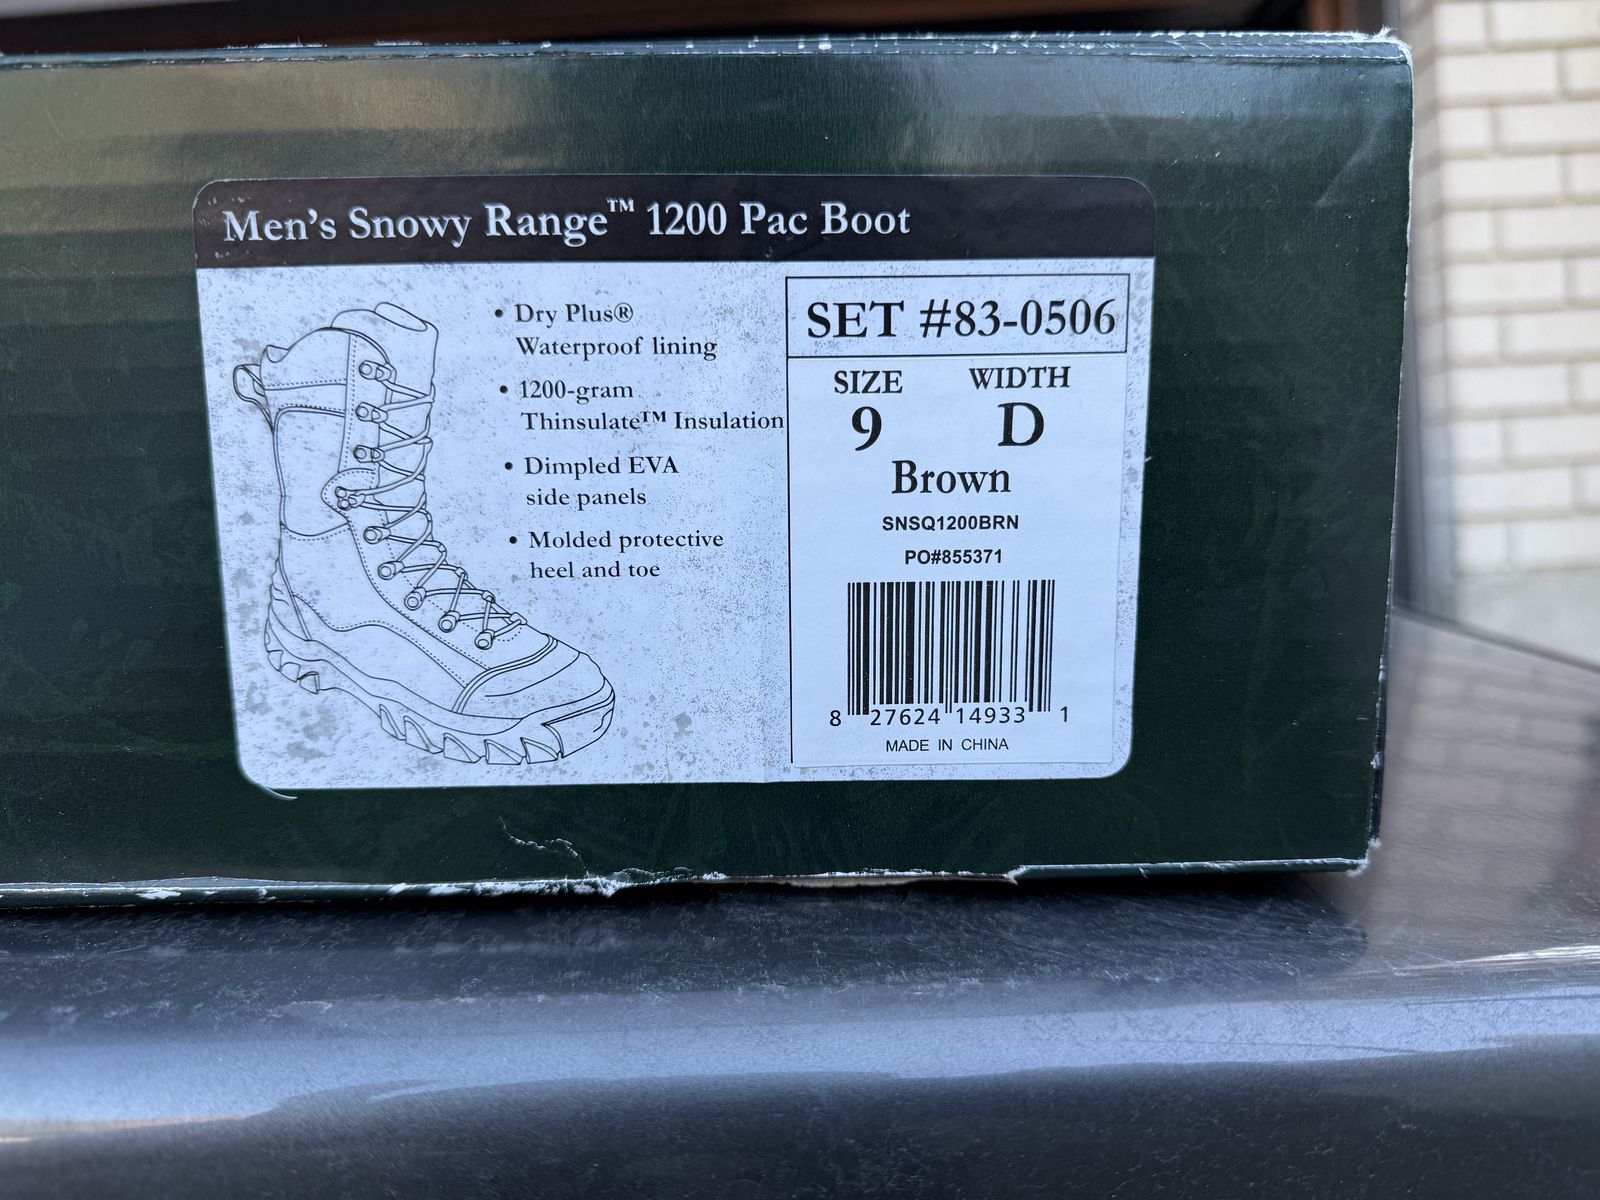 Men's Snowy Range™ 1200 Pac Boot
• Dry Plus®
Waterproof lining
• 1200-gram
Thinsulate™ Insulation
• Dimpled EVA
side panels
• Molded protective
heel and toe
SET #83-0506
SIZE WIDTH
9 D
Brown
SNSQ1200BRN
PO#855371
8 27624 14933 1
MADE IN CHINA